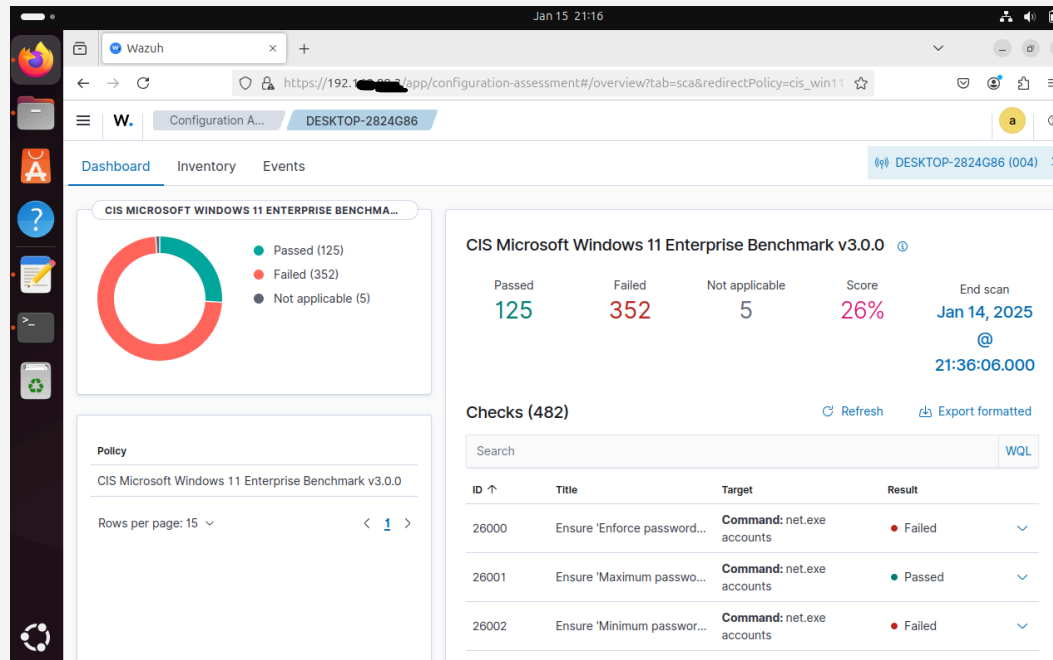 Jan 15 21:16
Wazuh
https://192.1 /app/configuration-assessment#/overview?tab=sca&redirectPolicy=cis_win11
W. Configuration A... DESKTOP-2824G86 a
Dashboard Inventory Events
DESKTOP-2824G86 (004)
CIS MICROSOFT WINDOWS 11 ENTERPRISE BENCHMA...
Passed (125)
Failed (352)
Not applicable (5)
Policy
CIS Microsoft Windows 11 Enterprise Benchmark v3.0.0
Rows per page: 15
1
CIS Microsoft Windows 11 Enterprise Benchmark v3.0.0
Passed Failed Not applicable Score End scan
125 352 5 26% Jan 14, 2025
@
21:36:06.000
Checks (482) Refresh Export formatted
Search WQL
ID Title Target Result
26000 Ensure 'Enforce password... Command: net.exe Failed
accounts
26001 Ensure 'Maximum passwo... Command: net.exe Passed
accounts
26002 Ensure 'Minimum passwor... Command: net.exe Failed
accounts